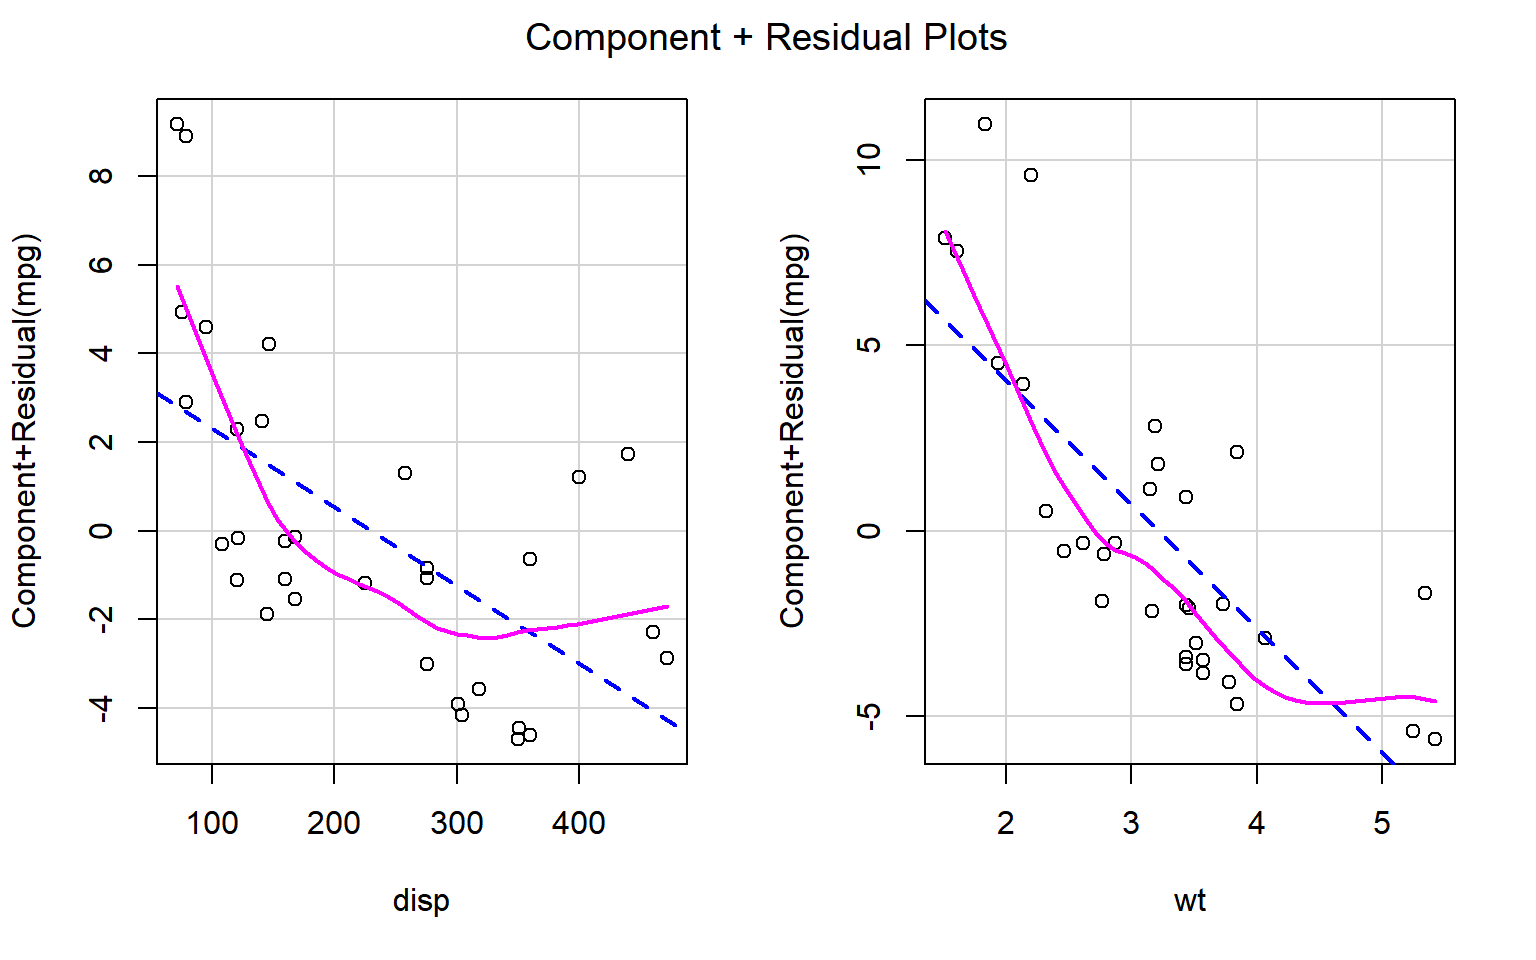 Component + Residual Plots
Component+Residual(mpg)
8
6
4
2
0
-2
-4
100 200 300 400
disp
Component+Residual(mpg)
10
5
0
-5
2 3 4 5
wt